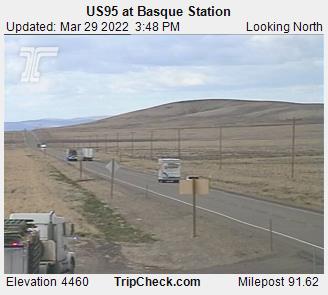 US95 at Basque Station
Updated: Mar 29 2022 3:48 PM Looking North
Elevation 4460 TripCheck.com Milepost 91.62